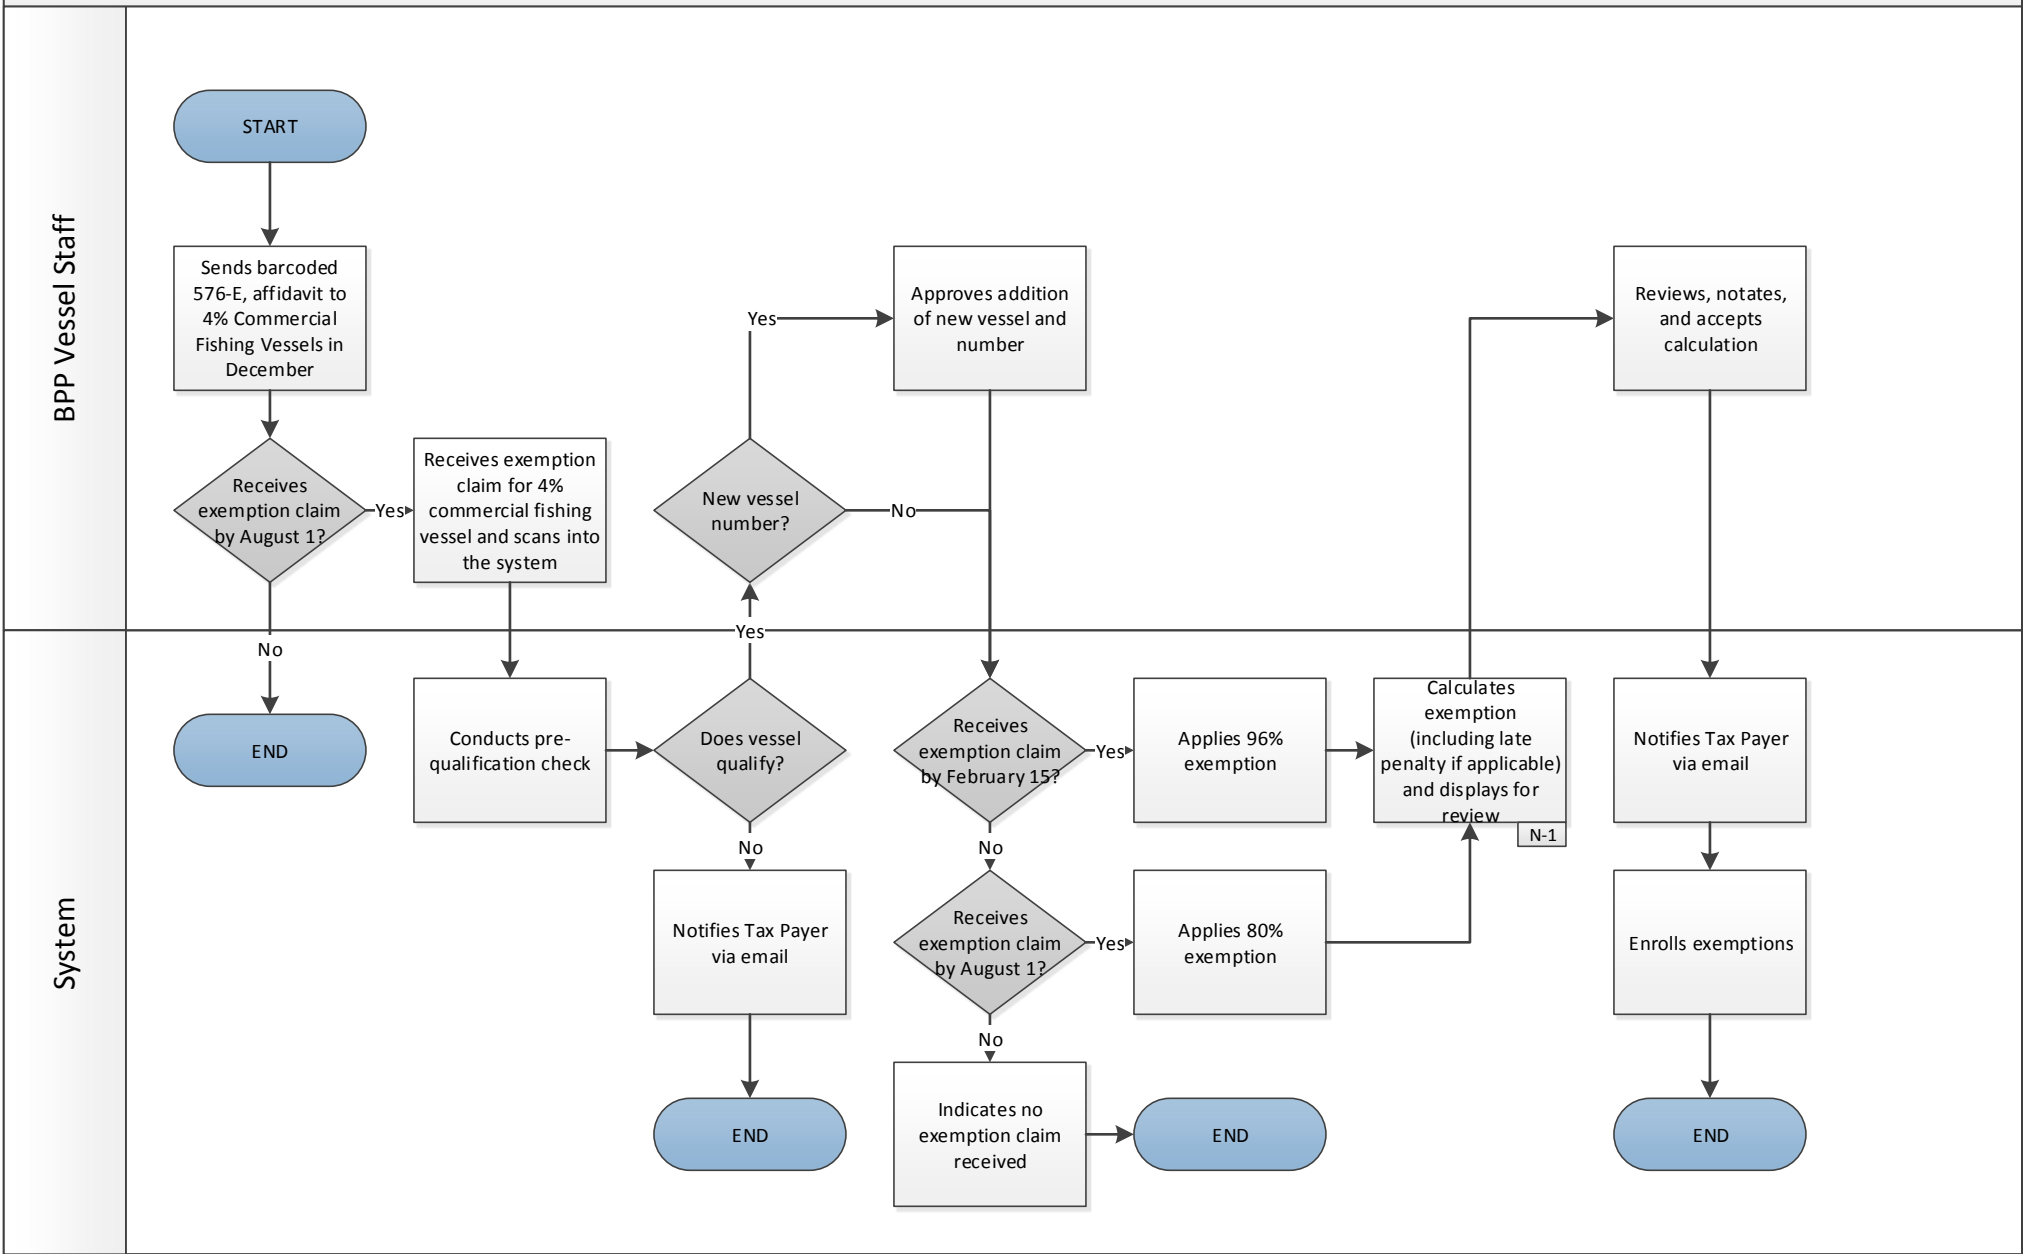 BPP Vessel Staff
START
Sends barcoded
576-E, affidavit to
4% Commercial
Fishing Vessels in
December
Receives
exemption claim
by August 1?
Yes
No
END
Receives exemption
claim for 4%
commercial fishing
vessel and scans into
the system
New vessel
number?
Yes
No
Approves addition
of new vessel and
number
Reviews, notates,
and accepts
calculation
System
Conducts pre-
qualification check
Does vessel
qualify?
Yes
No
Notifies Tax Payer
via email
END
Receives
exemption claim
by February 15?
Yes
No
Applies 96%
exemption
Calculates
exemption
(including late
penalty if applicable)
and displays for
review
N-1
Receives
exemption claim
by August 1?
Yes
No
Applies 80%
exemption
Indicates no
exemption claim
received
END
Notifies Tax Payer
via email
Enrolls exemptions
END